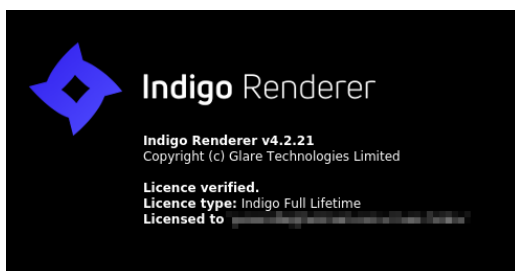 Indigo Renderer
Indigo Renderer v4.2.21
Copyright (c) Glare Technologies Limited
Licence verified.
Licence type: Indigo Full Lifetime
Licensed to